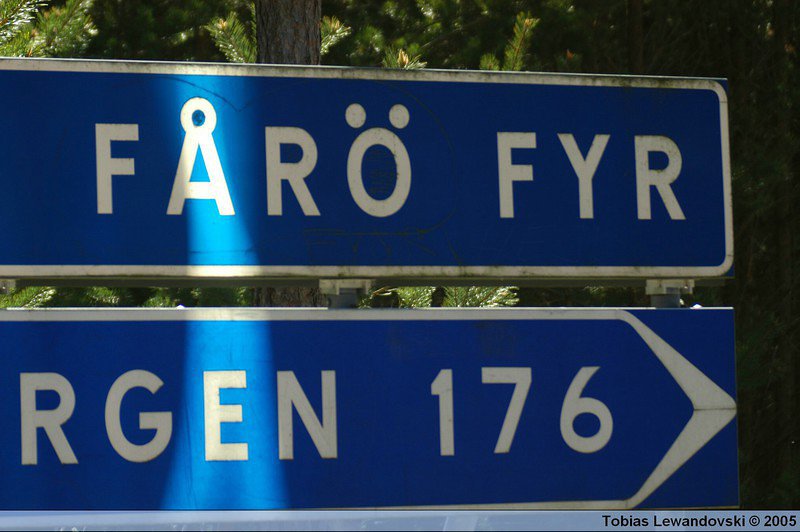 FÅRÖ FYR
RGEN 176
Tobias Lewandovski © 2005